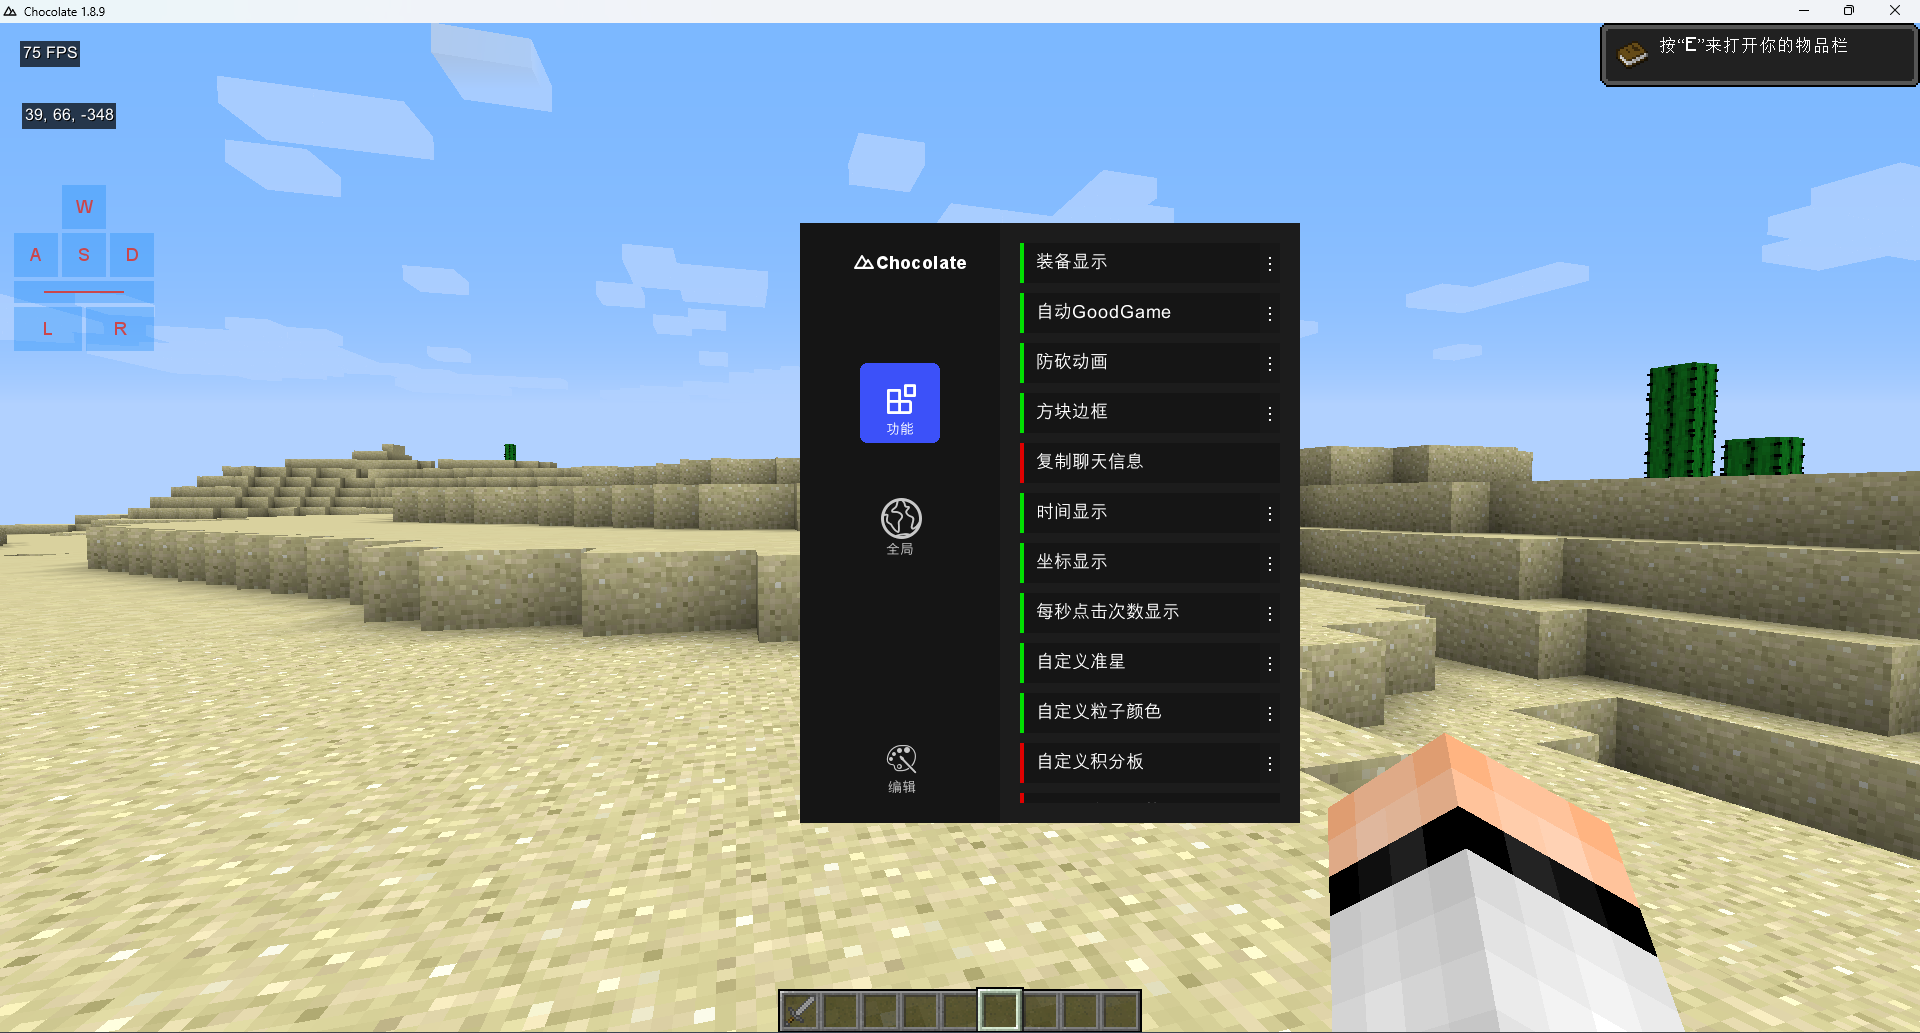 Chocolate 1.8.9
75 FPS
按“E”来打开你的物品栏
39, 66, -348
W
A S D
L R
Chocolate
功能
全局
编辑
装备显示
自动GoodGame
防砍动画
方块边框
复制聊天信息
时间显示
坐标显示
每秒点击次数显示
自定义准星
自定义粒子颜色
自定义积分板